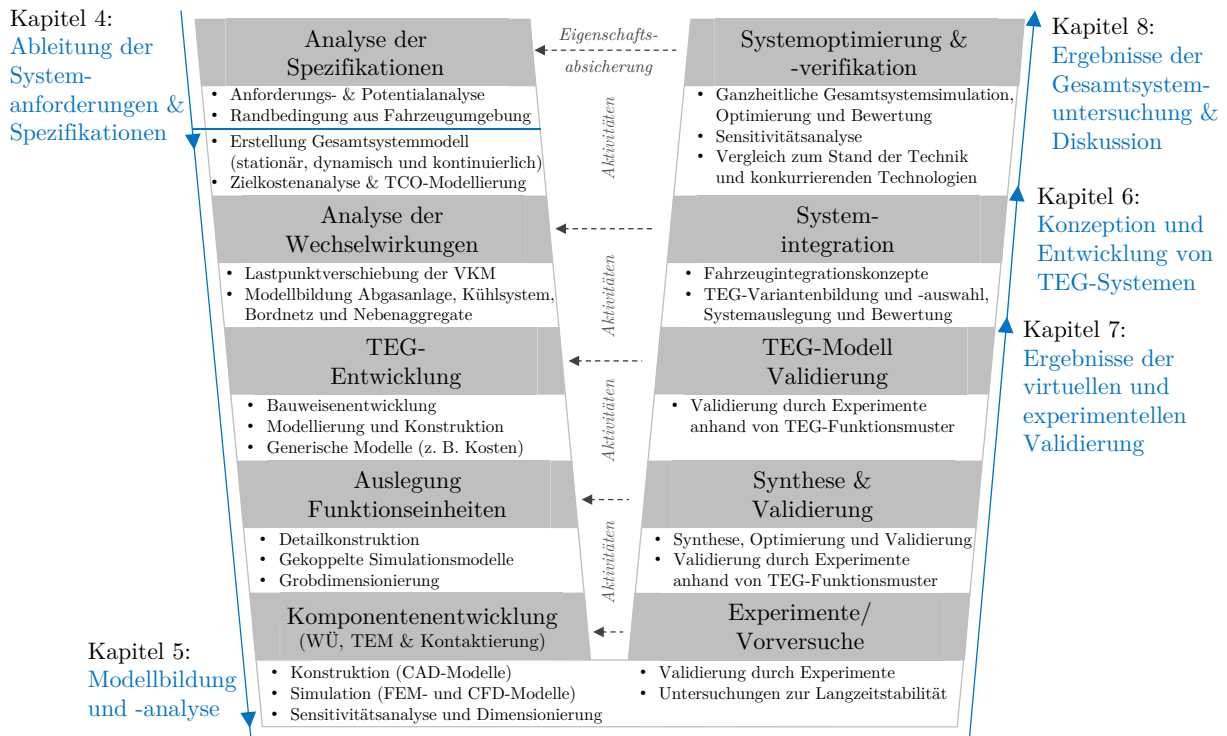 Kapitel 4:
Ableitung der
System-
anforderungen &
Spezifikationen
Analyse der
Spezifikationen
• Anforderungs- & Potentialanalyse
• Randbedingung aus Fahrzeugumgebung
• Erstellung Gesamtsystemmodell
(stationär, dynamisch und kontinuierlich)
• Zielkostenanalyse & TCO-Modellierung
Analyse der
Wechselwirkungen
• Lastpunktverschiebung der VKM
• Modellbildung Abgasanlage, Kühlsystem,
Bordnetz und Nebenaggregate
TEG-
Entwicklung
• Bauweisenentwicklung
• Modellierung und Konstruktion
• Generische Modelle (z. B. Kosten)
Auslegung
Funktionseinheiten
• Detailkonstruktion
• Gekoppelte Simulationsmodelle
• Grobdimensionierung
Komponentenentwicklung
(WÜ, TEM & Kontaktierung)
• Konstruktion (CAD-Modelle)
• Simulation (FEM- und CFD-Modelle)
• Sensitivitätsanalyse und Dimensionierung
Kapitel 5:
Modellbildung
und -analyse
Eigenschafts-
absicherung
Aktivitäten
Aktivitäten
Aktivitäten
Aktivitäten
Systemoptimierung &
-verifikation
• Ganzheitliche Gesamtsystemsimulation,
Optimierung und Bewertung
• Sensitivitätsanalyse
• Vergleich zum Stand der Technik
und konkurrierenden Technologien
System-
integration
• Fahrzeugintegrationskonzepte
• TEG-Variantenbildung und -auswahl,
Systemauslegung und Bewertung
TEG-Modell
Validierung
• Validierung durch Experimente
anhand von TEG-Funktionsmuster
Synthese &
Validierung
• Synthese, Optimierung und Validierung
• Validierung durch Experimente
anhand von TEG-Funktionsmuster
Experimente/
Vorversuche
• Validierung durch Experimente
• Untersuchungen zur Langzeitstabilität
Kapitel 8:
Ergebnisse der
Gesamtsystem-
untersuchung &
Diskussion
Kapitel 6:
Konzeption und
Entwicklung von
TEG-Systemen
Kapitel 7:
Ergebnisse der
virtuellen und
experimentellen
Validierung